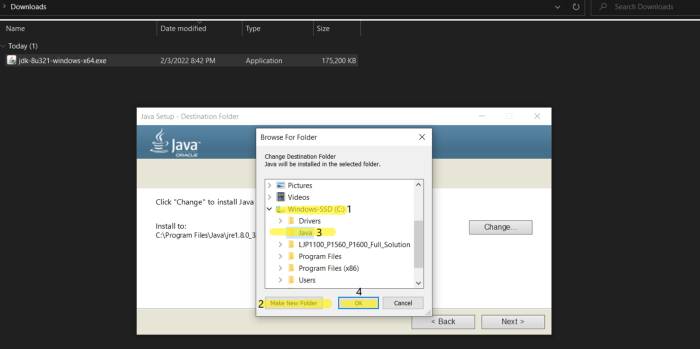 Downloads
Search Downloads
Name
Date modified
Type
Size
Today (1)
jdk-8u321-windows-x64.exe
2/3/2022 8:42 PM
Application
175,200 KB
Java Setup - Destination Folder
Java
ORACLE
Browse For Folder
Change Destination Folder
Java will be installed in the selected folder.
Pictures
Videos
Windows-SSD (C:) 1
Drivers
Java 3
LJP1100_P1560_P1600_Full_Solution
Program Files
Program Files (x86)
Users
4
2 Make New Folder
OK
Cancel
Click "Change" to install Java
Install to:
C:\Program Files\Java\jre1.8.0_3
Change...
< Back
Next >